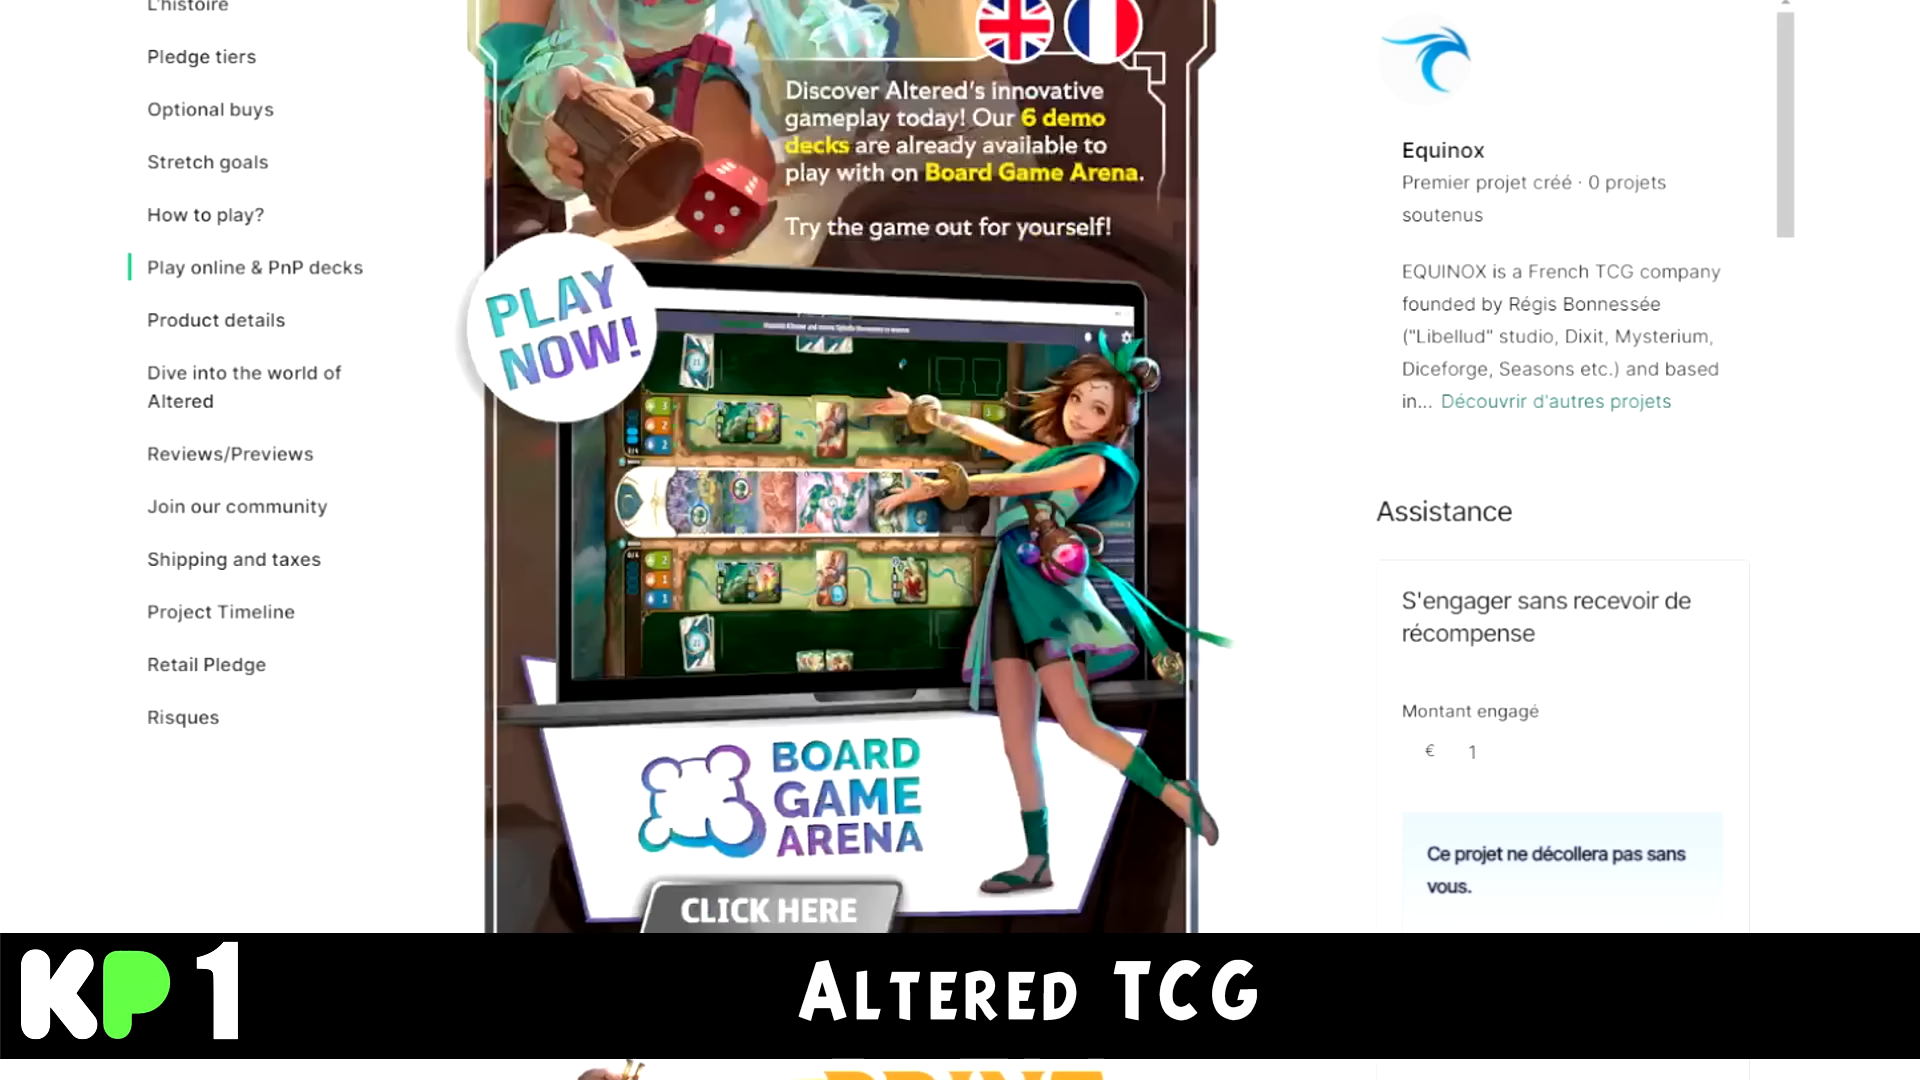 L'histoire
Pledge tiers
Optional buys
Stretch goals
How to play?
Play online & PnP decks
Product details
Dive into the world of
Altered
Reviews/Previews
Join our community
Shipping and taxes
Project Timeline
Retail Pledge
Risques
Discover Altered's innovative
gameplay today! Our 6 demo
decks are already available to
play with on Board Game Arena.
Try the game out for yourself!
PLAY
NOW!
BOARD
GAME
ARENA
CLICK HERE
Equinox
Premier projet créé · 0 projets
soutenus
EQUINOX is a French TCG company
founded by Régis Bonnessée
("Libellud" studio, Dixit, Mysterium,
Diceforge, Seasons etc.) and based
in... Découvrir d'autres projets
Assistance
S'engager sans recevoir de
récompense
Montant engagé
€ 1
Ce projet ne décollera pas sans
vous.
KP1
ALTERED TCG